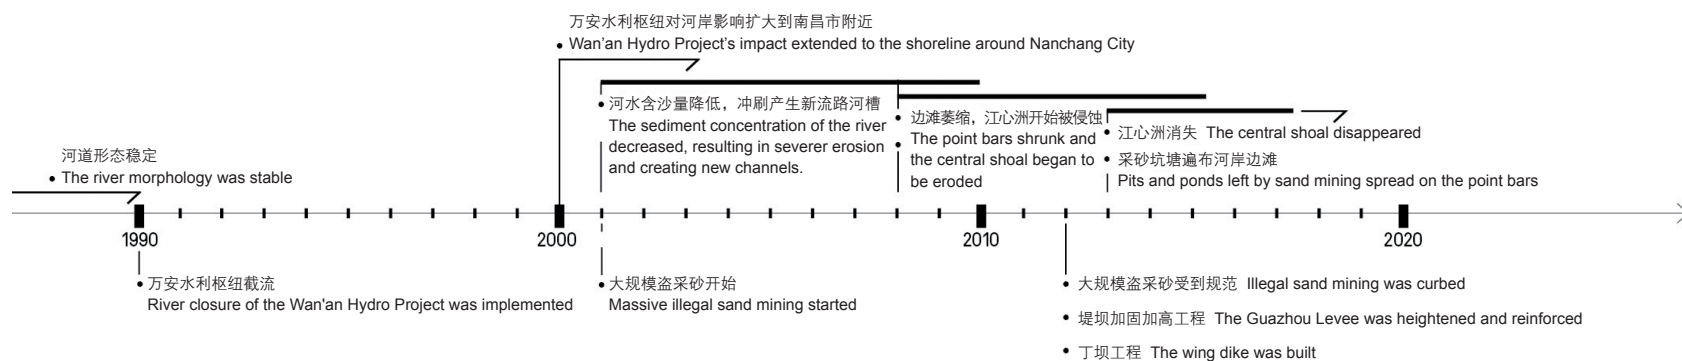 万安水利枢纽对河岸影响扩大到南昌市附近
• Wan’an Hydro Project’s impact extended to the shoreline around Nanchang City
• 河水含沙量降低，冲刷产生新流路河槽
The sediment concentration of the river
decreased, resulting in severer erosion
and creating new channels.
• 边滩萎缩，江心洲开始被侵蚀
• The point bars shrunk and
the central shoal began to
be eroded
• 江心洲消失 The central shoal disappeared
• 采砂坑塘遍布河岸边滩
Pits and ponds left by sand mining spread on the point bars
河道形态稳定
• The river morphology was stable
1990
2000
2010
2020
• 万安水利枢纽截流
River closure of the Wan'an Hydro Project was implemented
• 大规模盗采砂开始
Massive illegal sand mining started
• 大规模盗采砂受到规范 Illegal sand mining was curbed
• 堤坝加固加高工程 The Guazhou Levee was heightened and reinforced
• 丁坝工程 The wing dike was built